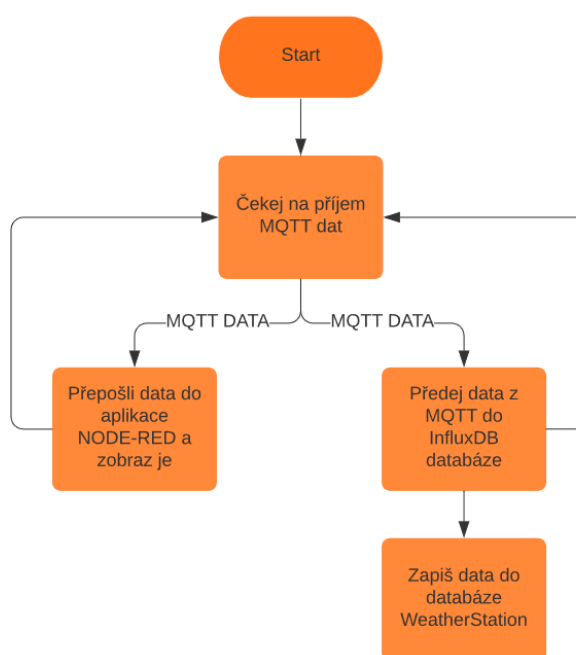 Start
Čekej na příjem
MQTT dat
MQTT DATA
MQTT DATA
Přepošli data do
aplikace
NODE-RED a
zobraz je
Předej data z
MQTT do
InfluxDB
databáze
Zapiš data do
databáze
WeatherStation